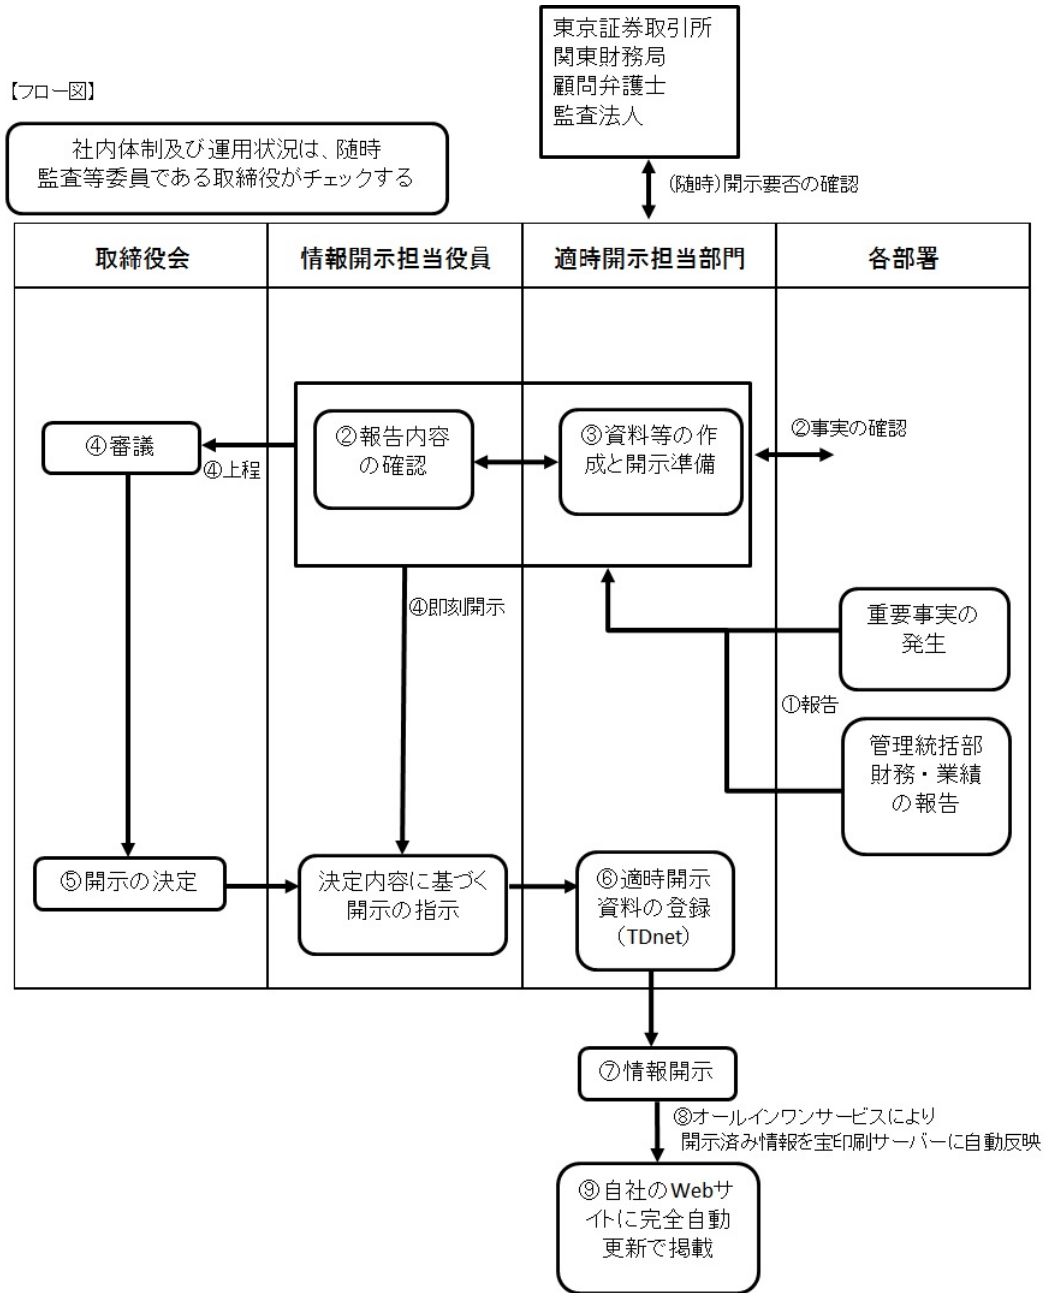 東京証券取引所
関東財務局
顧問弁護士
監査法人
【フロー図】
社内体制及び運用状況は、随時
監査等委員である取締役がチェックする
(随時)開示要否の確認
取締役会
情報開示担当役員
適時開示担当部門
各部署
④審議
④上程
②報告内容
の確認
③資料等の作
成と開示準備
②事実の確認
④即刻開示
重要事実の
発生
①報告
管理統括部
財務・業績
の報告
⑤開示の決定
決定内容に基づく
開示の指示
⑥適時開示
資料の登録
(TDnet)
⑦情報開示
⑧オールインワンサービスにより
開示済み情報を宝印刷サーバーに自動反映
⑨自社のWebサ
イトに完全自動
更新で掲載